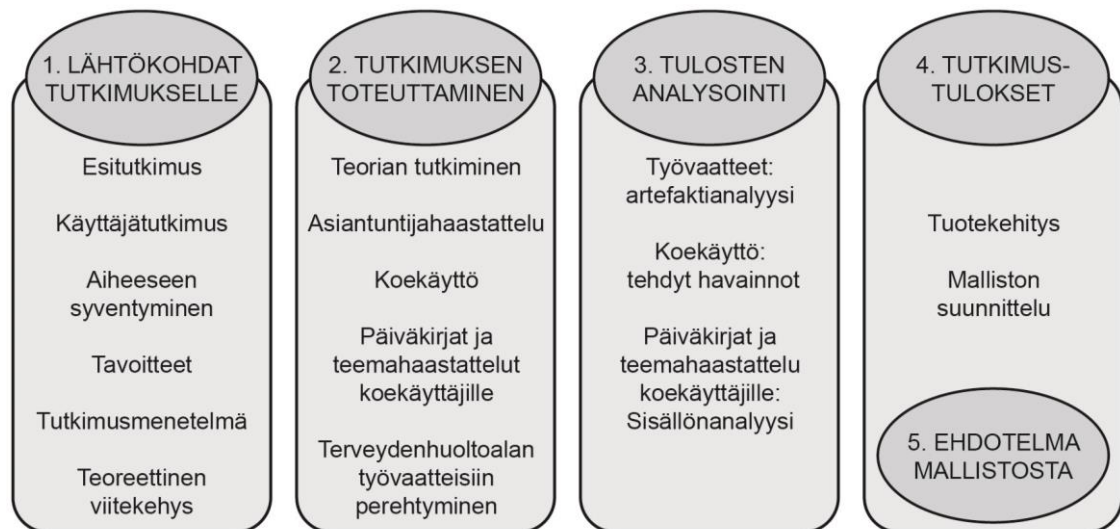 1. LÄHTÖKOHDAT
TUTKIMUKSELLE
Esitutkimus
Käyttäjätutkimus
Aiheeseen
syventyminen
Tavoitteet
Tutkimusmenetelmä
Teoreettinen
viitekehys
2. TUTKIMUKSEN
TOTEUTTAMINEN
Teorian tutkiminen
Asiantuntijahaastattelu
Koekäyttö
Päiväkirjat ja
teemahaastattelut
koekäyttäjille
Terveydenhuoltoalan
työvaatteisiin
perehtyminen
3. TULOSTEN
ANALYSOINTI
Työvaatteet:
artefaktianalyysi
Koekäyttö:
tehdyt havainnot
Päiväkirjat ja
teemahaastattelu
koekäyttäjille:
Sisällönanalyysi
4. TUTKIMUS-
TULOKSET
Tuotekehitys
Malliston
suunnittelu
5. EHDOTELMA
MALLISTOSTA